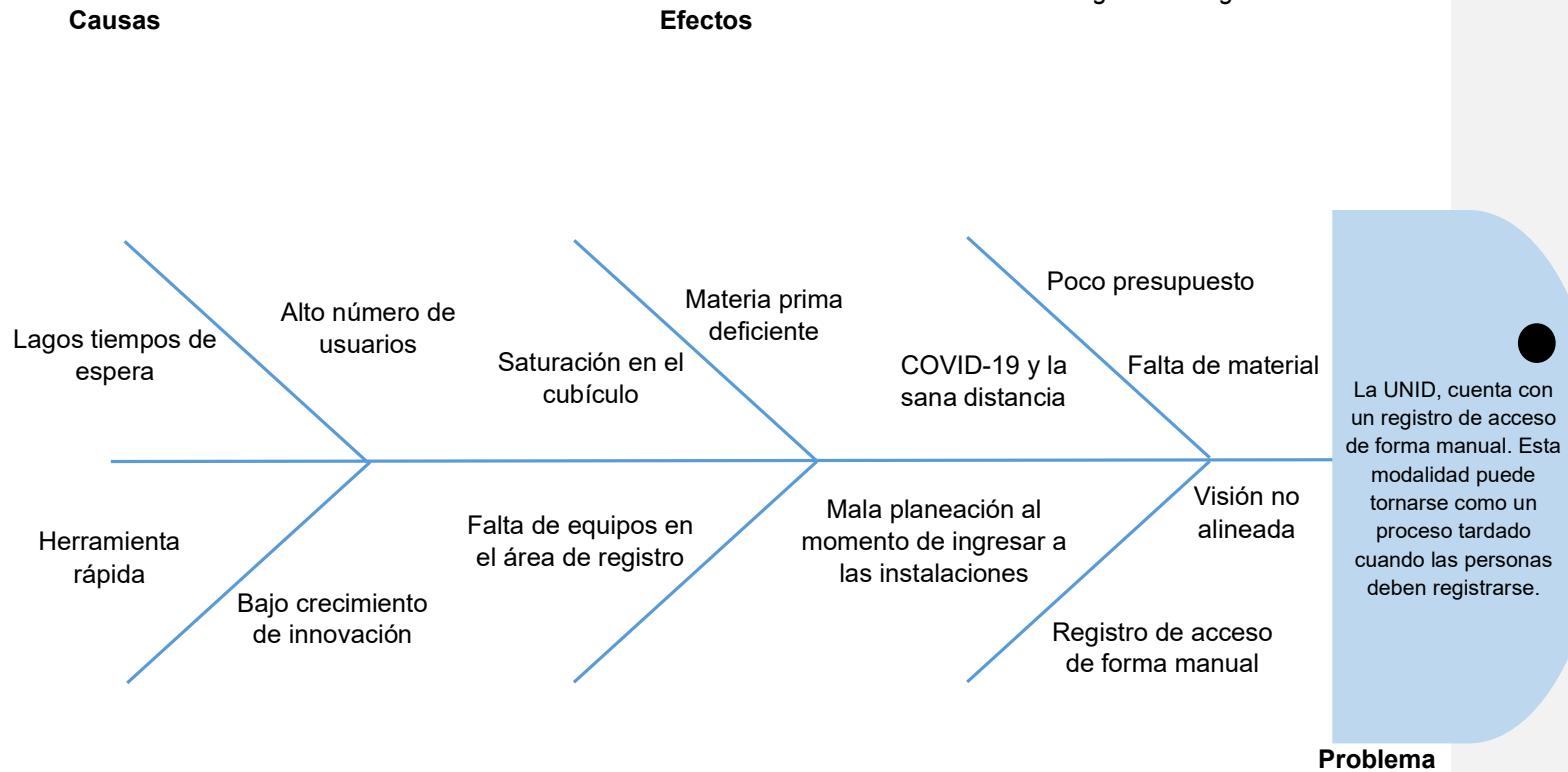 Causas
Efectos
Poco presupuesto
Materia prima
deficiente
Alto número de
usuarios
Lagos tiempos de
espera
Saturación en el
cubículo
COVID-19 y la
sana distancia
Falta de material
La UNID, cuenta con
un registro de acceso
de forma manual. Esta
modalidad puede
tornarse como un
proceso tardado
cuando las personas
deben registrarse.
Visión no
alineada
Mala planeación al
momento de ingresar a
las instalaciones
Falta de equipos en
el área de registro
Herramienta
rápida
Bajo crecimiento
de innovación
Registro de acceso
de forma manual
Problema